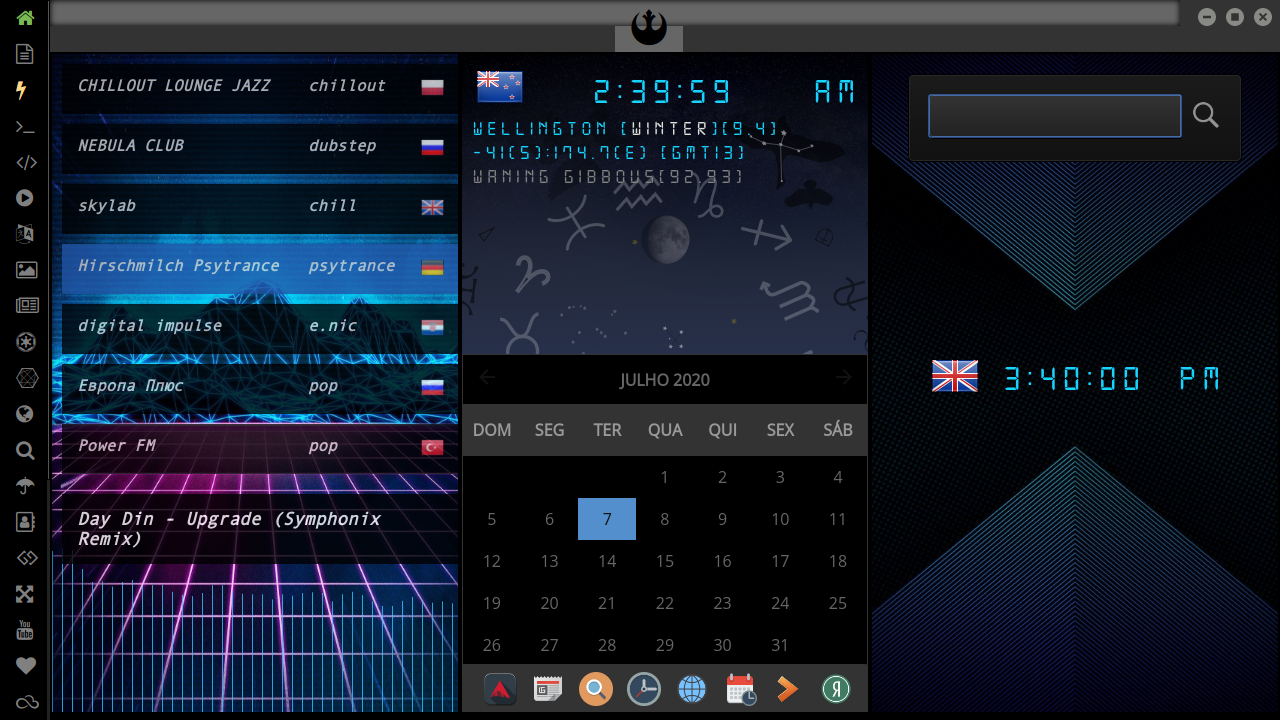 CHILLOUT LOUNGE JAZZ chillout
NEBULA CLUB dubstep
skylab chill
Hirschmilch Psytrance psytrance
digital impulse e.nic
Европа Плюс pop
Power FM pop
Day Din - Upgrade (Symphonix
Remix)
2:39:59 AM
WELLINGTON [WINTER][9.4]
-41(S):174.7(E) [GMT13]
WANING GIBBOUS[92.93]
JULHO 2020
DOM SEG TER QUA QUI SEX SÁB
1 2 3 4
5 6 7 8 9 10 11
12 13 14 15 16 17 18
19 20 21 22 23 24 25
26 27 28 29 30 31
3:40:00 PM
You
Tube
Я